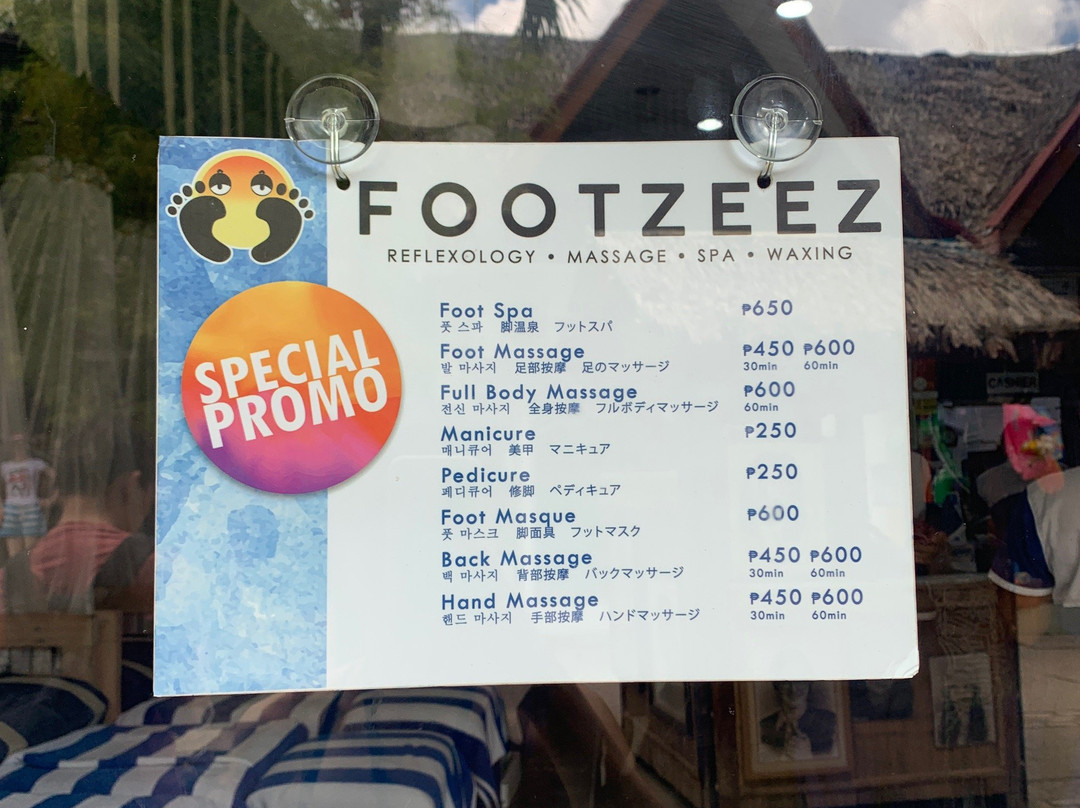 FOOTZEEZ
REFLEXOLOGY • MASSAGE • SPA • WAXING
SPECIAL
PROMO
Foot Spa ₱650
풋 스파 脚温泉 フットスパ
Foot Massage ₱450 ₱600
발 마사지 足部按摩 足のマッサージ 30min 60min
Full Body Massage ₱600
전신 마사지 全身按摩 フルボディマッサージ 60min
Manicure ₱250
매니큐어 美甲 マニキュア
Pedicure ₱250
페디큐어 修脚 ペディキュア
Foot Masque ₱600
풋 마스크 脚面具 フットマスク
Back Massage ₱450 ₱600
백 마사지 背部按摩 バックマッサージ 30min 60min
Hand Massage ₱450 ₱600
핸드 마사지 手部按摩 ハンドマッサージ 30min 60min
CASHIER